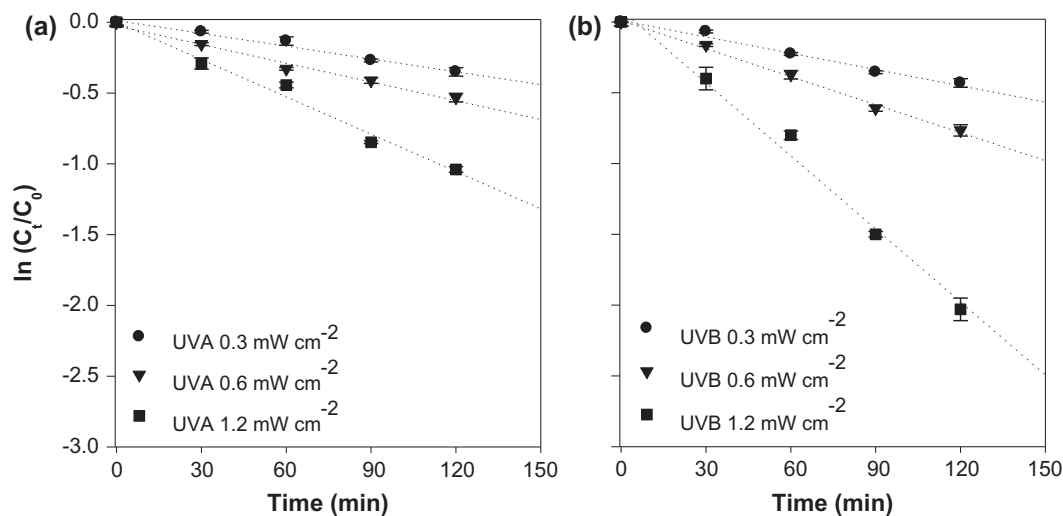 (a)
ln (Cₜ/C₀)
0.0
-0.5
-1.0
-1.5
-2.0
-2.5
-3.0
UVA 0.3 mW cm⁻²
UVA 0.6 mW cm⁻²
UVA 1.2 mW cm⁻²
0 30 60 90 120 150
Time (min)
(b)
UVB 0.3 mW cm⁻²
UVB 0.6 mW cm⁻²
UVB 1.2 mW cm⁻²
0 30 60 90 120 150
Time (min)